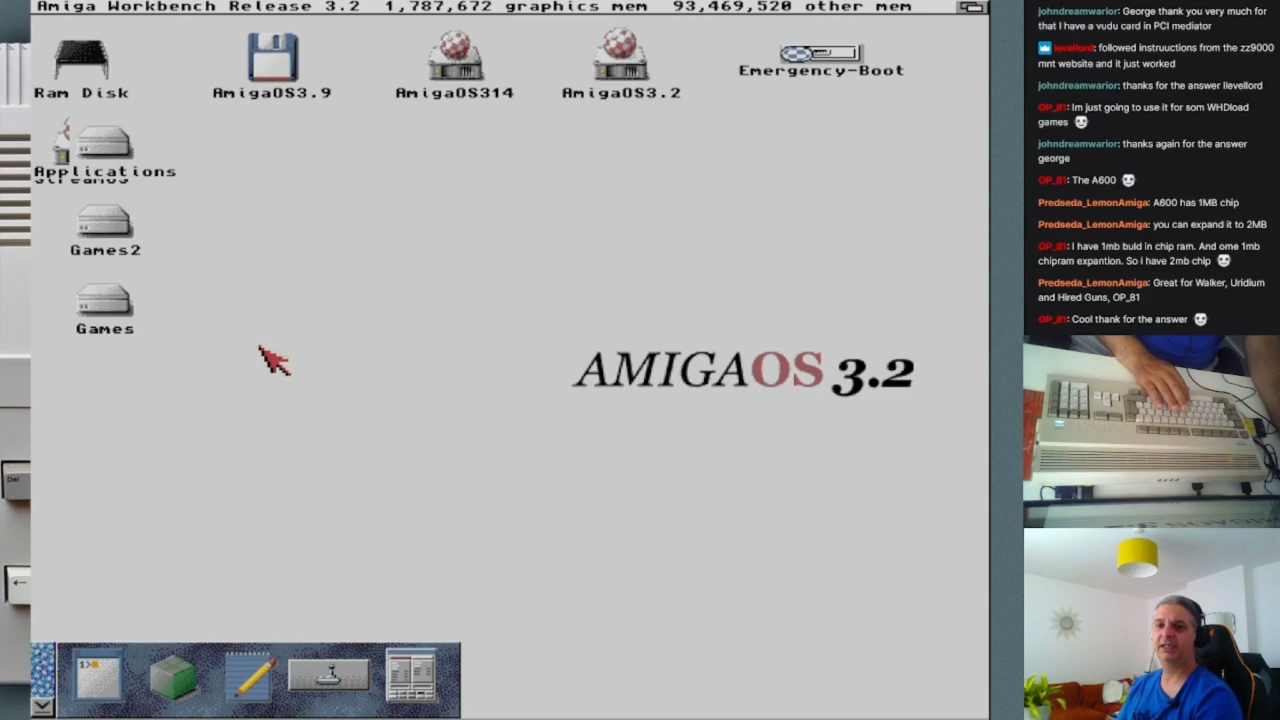 Amiga Workbench Release 3.2 1,787,672 graphics mem 93,469,520 other mem
Ram Disk
AmigaOS3.9
AmigaOS314
AmigaOS3.2
Emergency-Boot
Applications
Games2
Games
AMIGAOS 3.2
1>
Del
johndreamwarior: George thank you very much for
that I have a vudu card in PCI mediator
levellord: followed instruuctions from the zz9000
mnt website and it just worked
johndreamwarior: thanks for the answer llevellord
OP_81: Im just going to use it for som WHDload
games
johndreamwarior: thanks again for the answer
george
OP_81: The A600
Predseda_LemonAmiga: A600 has 1MB chip
Predseda_LemonAmiga: you can expand it to 2MB
OP_81: I have 1mb buld in chip ram. And ome 1mb
chipram expantion. So i have 2mb chip
Predseda_LemonAmiga: Great for Walker, Uridium
and Hired Guns, OP_81
OP_81: Cool thank for the answer